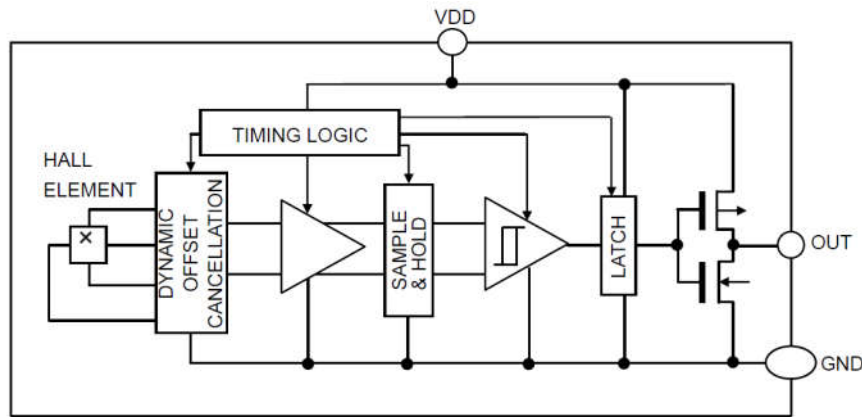 VDD
TIMING LOGIC
HALL
ELEMENT
DYNAMIC
OFFSET
CANCELLATION
SAMPLE
& HOLD
LATCH
OUT
GND
×